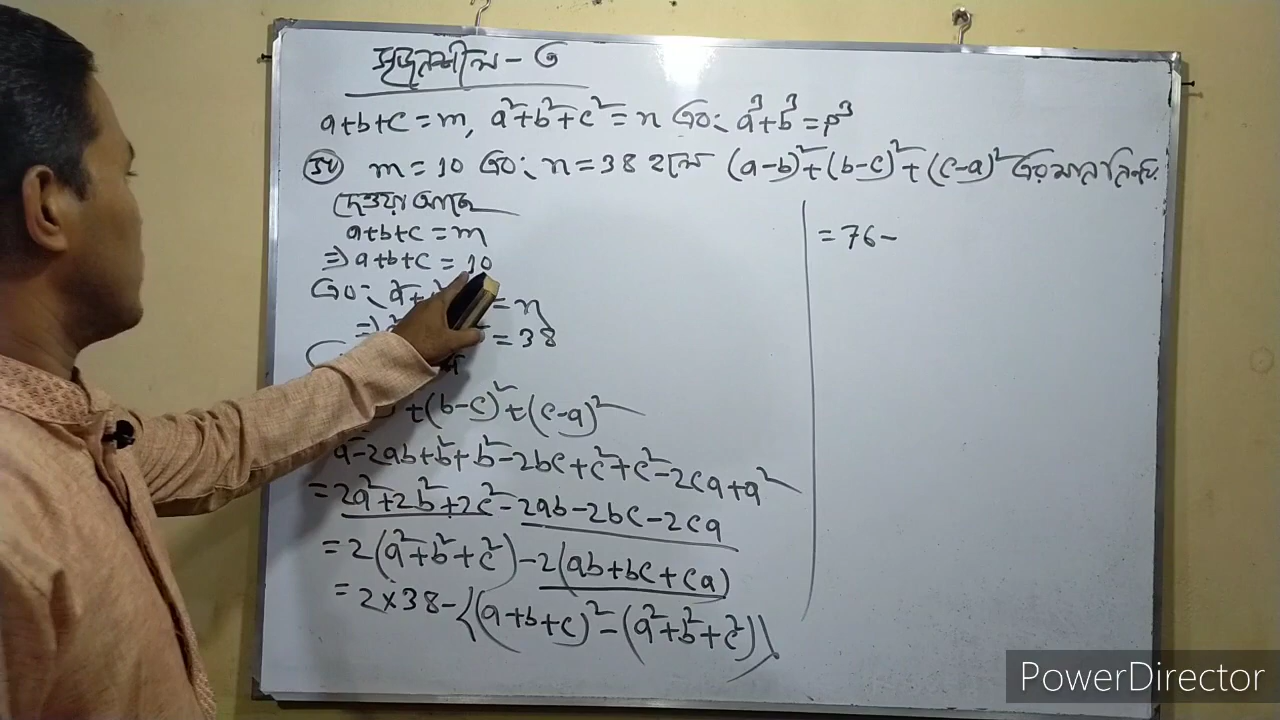 সৃজনশীল - ৩
a+b+c = m, a²+b²+c² = n এবং a³+b³ = p³
m = 10 এবং n = 38 হলে (a-b)²+(b-c)²+(c-a)² এর মান নির্ণয়.
দেওয়া আছে
a+b+c = m
⇒ a+b+c = 10
এবং a²+ = n
⇒ = 38
+(b-c)²+(c-a)²
a²-2ab+b²+b²-2bc+c²+c²-2ca+a²
= 2a²+2b²+2c²-2ab-2bc-2ca
= 2(a²+b²+c²)-2(ab+bc+ca)
= 2×38-{(a+b+c)²-(a²+b²+c²)}
= 76-
PowerDirector